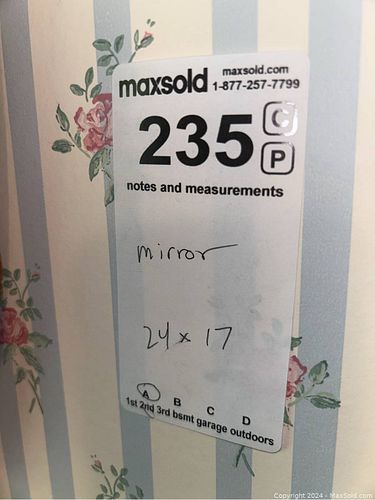 maxsold maxsold.com
1-877-257-7799
235 C
P
notes and measurements
mirror
24 x 17
A B C D
1st 2nd 3rd bsmt garage outdoors
Copyright 2024 - MaxSold Inc.